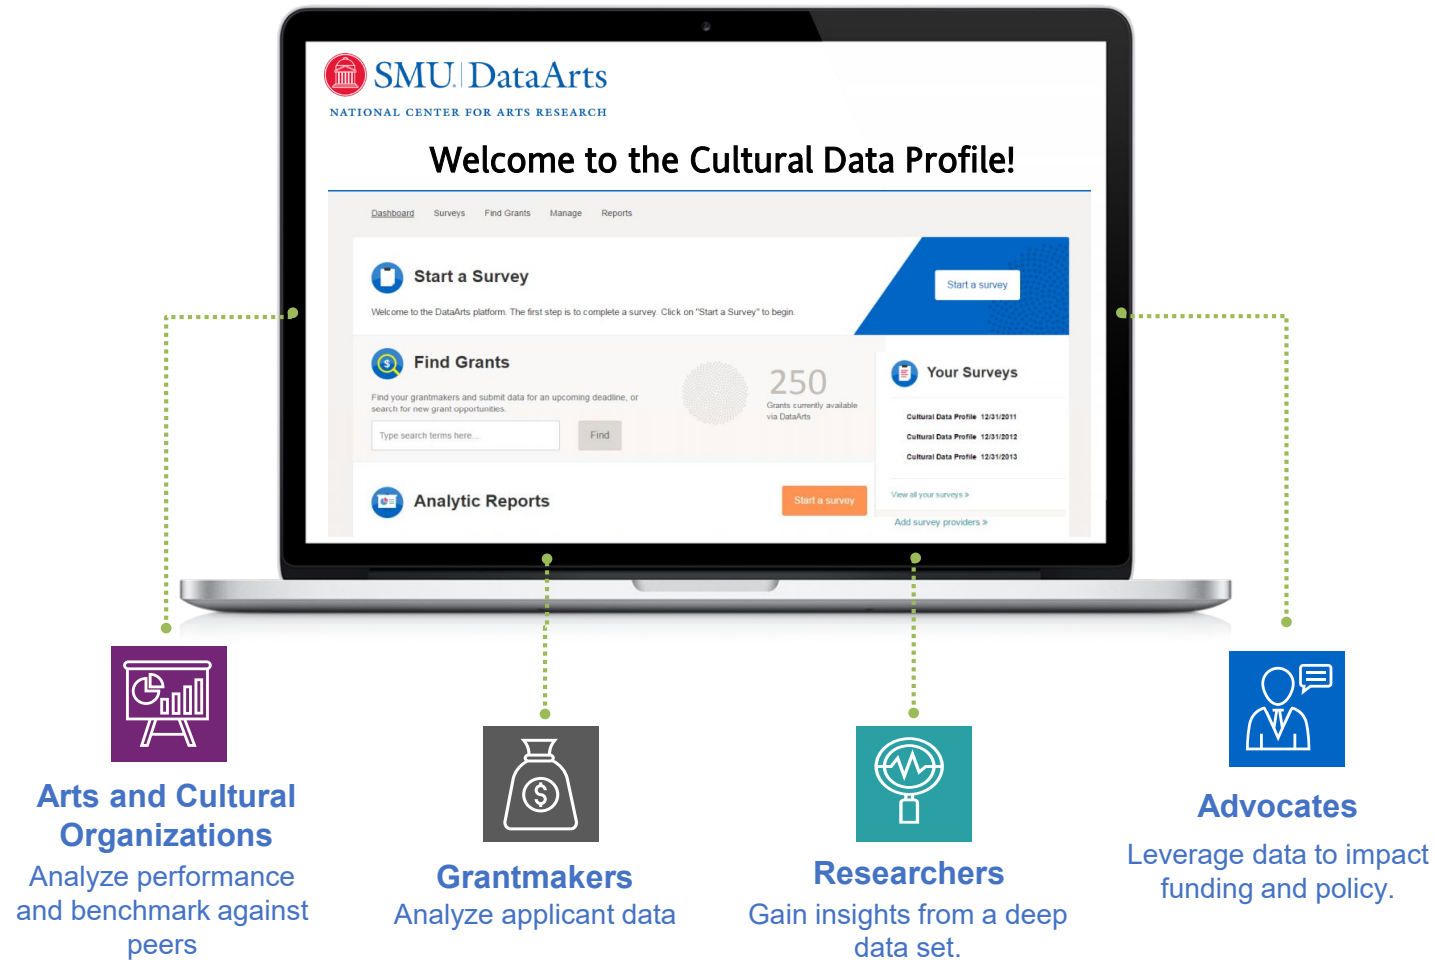 SMU. DataArts
NATIONAL CENTER FOR ARTS RESEARCH
Welcome to the Cultural Data Profile!
Dashboard Surveys Find Grants Manage Reports
Start a Survey
Start a survey
Welcome to the DataArts platform. The first step is to complete a survey. Click on "Start a Survey" to begin.
Find Grants
Find your grantmakers and submit data for an upcoming deadline, or
search for new grant opportunities.
Type search terms here...
Find
250
Grants currently available
via DataArts
Your Surveys
Cultural Data Profile 12/31/2011
Cultural Data Profile 12/31/2012
Cultural Data Profile 12/31/2013
View all your surveys »
Add survey providers »
Analytic Reports
Start a survey
Arts and Cultural
Organizations
Analyze performance
and benchmark against
peers
Grantmakers
Analyze applicant data
Researchers
Gain insights from a deep
data set.
Advocates
Leverage data to impact
funding and policy.